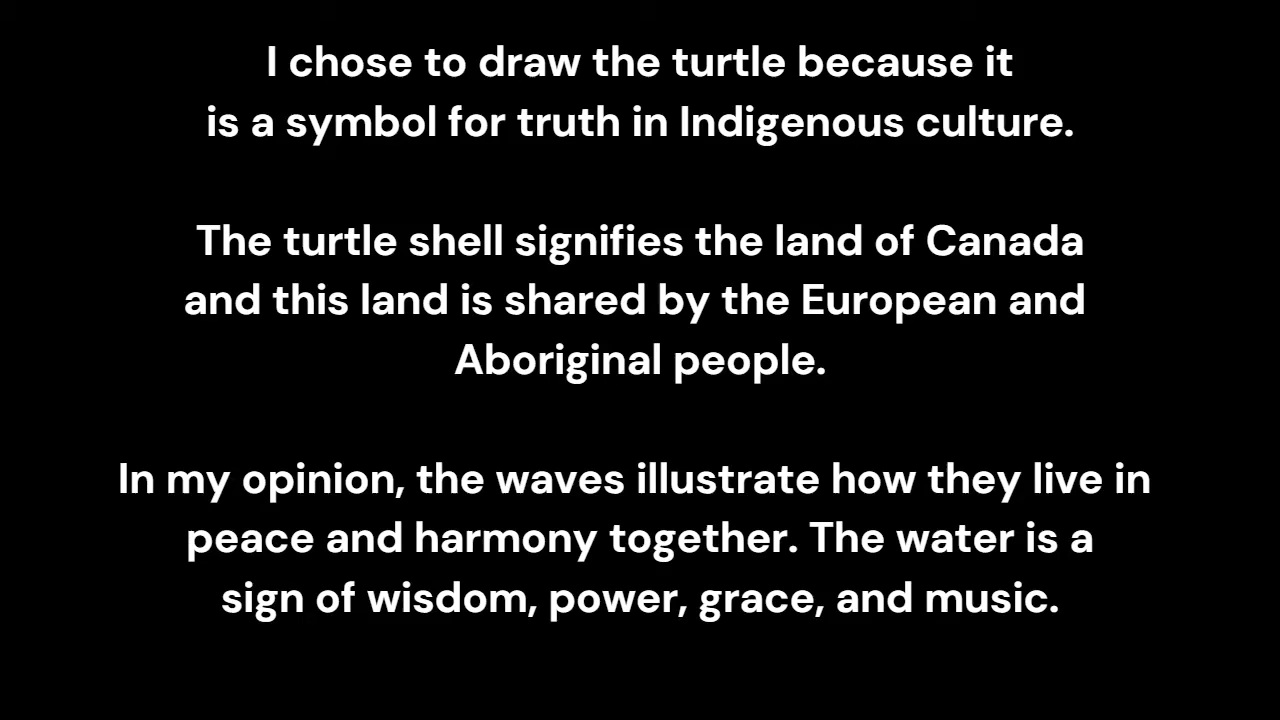 I chose to draw the turtle because it
is a symbol for truth in Indigenous culture.
The turtle shell signifies the land of Canada
and this land is shared by the European and
Aboriginal people.
In my opinion, the waves illustrate how they live in
peace and harmony together. The water is a
sign of wisdom, power, grace, and music.